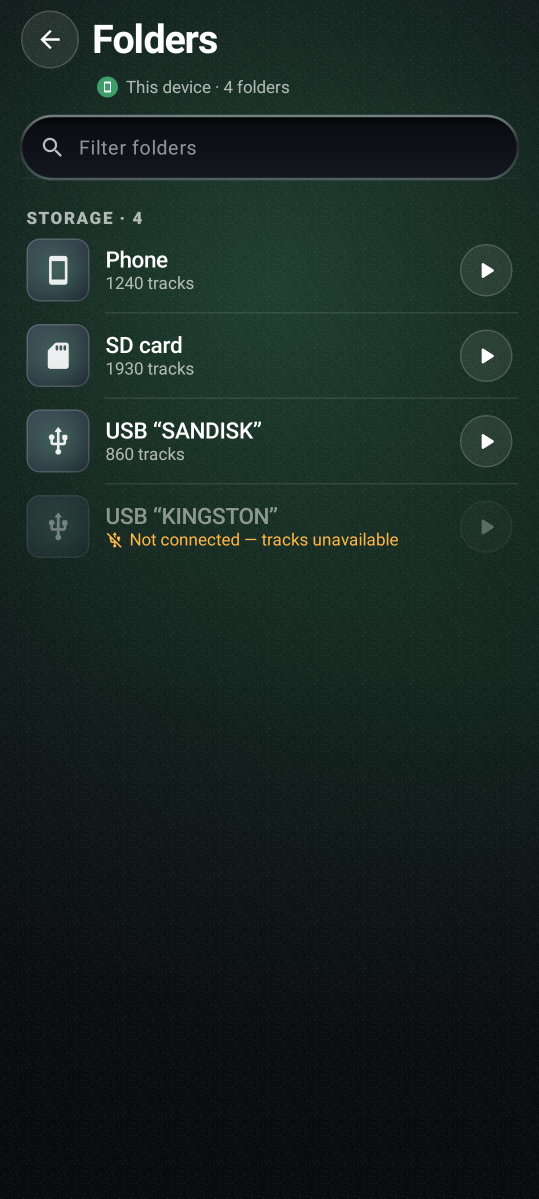 Folders
This device · 4 folders
Filter folders
STORAGE · 4
Phone
1240 tracks
SD card
1930 tracks
USB “SANDISK”
860 tracks
USB “KINGSTON”
Not connected — tracks unavailable